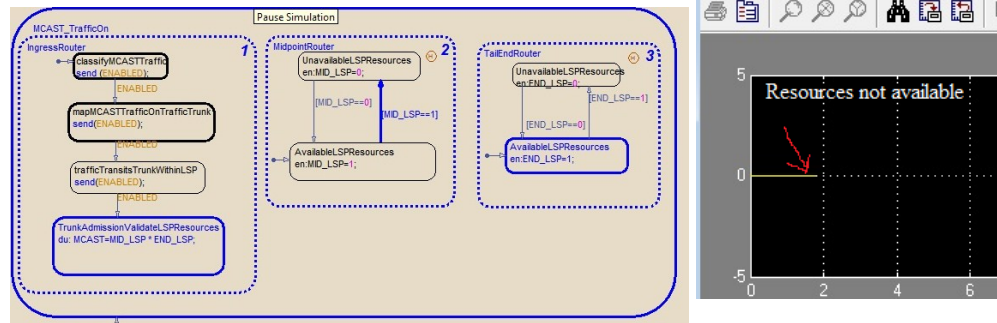 Pause Simulation
MCAST_TrafficOn
IngressRouter
1
classifyMCASTTraffic
send (ENABLED);
ENABLED
mapMCASTTrafficOnTrafficTrunk
send(ENABLED);
ENABLED
trafficTransitsTrunkWithinLSP
send(ENABLED);
ENABLED
TrunkAdmissionValidateLSPResources
du: MCAST=MID_LSP * END_LSP;
MidpointRouter
H
2
UnavailableLSPResources
en:MID_LSP=0;
[MID_LSP==0]
[MID_LSP==1]
AvailableLSPResources
en:MID_LSP=1;
TailEndRouter
H
3
UnavailableLSPResources
en:END_LSP=0;
[END_LSP==1]
[END_LSP==0]
AvailableLSPResources
en:END_LSP=1;
Resources not available
5
0
-5
0 2 4 6